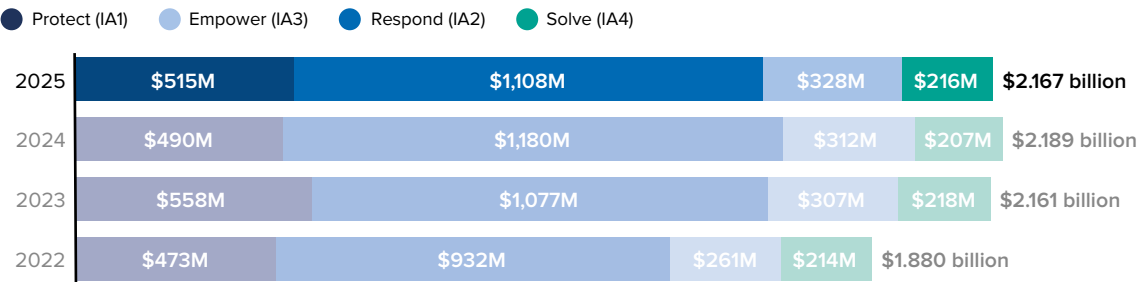 Protect (IA1) Empower (IA3) Respond (IA2) Solve (IA4)
2025 $515M $1,108M $328M $216M $2.167 billion
2024 $490M $1,180M $312M $207M $2.189 billion
2023 $558M $1,077M $307M $218M $2.161 billion
2022 $473M $932M $261M $214M $1.880 billion